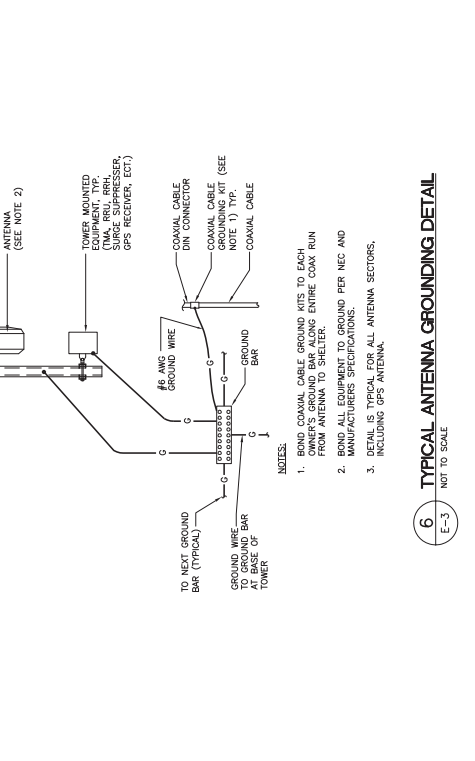 ANTENNA
(SEE NOTE 2)
TOWER MOUNTED
EQUIPMENT, TYP.
(TMA, RRU, RRH,
SURGE SUPPRESSER,
GPS RECEIVER, ECT.)
COAXIAL CABLE
DIN CONNECTOR
COAXIAL CABLE
GROUNDING KIT (SEE
NOTE 1) TYP.
COAXIAL CABLE
#6 AWG
GROUND WIRE
GROUND
BAR
G
G
G
G
G
G
TO NEXT GROUND
BAR (TYPICAL)
GROUND WIRE
TO GROUND BAR
AT BASE OF
TOWER
NOTES:
1. BOND COAXIAL CABLE GROUND KITS TO EACH
OWNER'S GROUND BAR ALONG ENTIRE COAX RUN
FROM ANTENNA TO SHELTER.
2. BOND ALL EQUIPMENT TO GROUND PER NEC AND
MANUFACTURERS SPECIFICATIONS.
3. DETAIL IS TYPICAL FOR ALL ANTENNA SECTORS,
INCLUDING GPS ANTENNA.
6
E-3
TYPICAL ANTENNA GROUNDING DETAIL
NOT TO SCALE